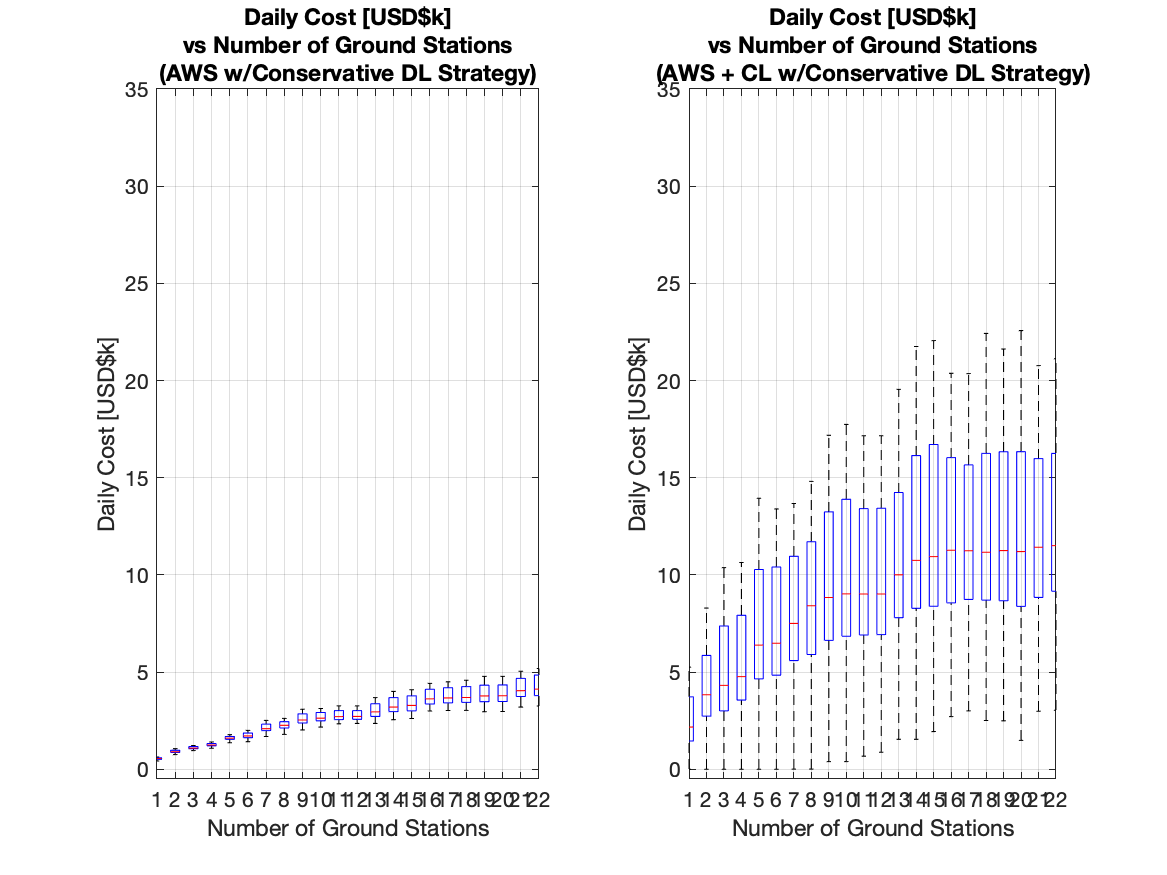 Daily Cost [USD$k]
vs Number of Ground Stations
(AWS w/Conservative DL Strategy)
35
30
25
20
15
10
5
0
Daily Cost [USD$k]
1 2 3 4 5 6 7 8 9 10 11 12 13 14 15 16 17 18 19 20 21 22
Number of Ground Stations
Daily Cost [USD$k]
vs Number of Ground Stations
(AWS + CL w/Conservative DL Strategy)
35
30
25
20
15
10
5
0
Daily Cost [USD$k]
1 2 3 4 5 6 7 8 9 10 11 12 13 14 15 16 17 18 19 20 21 22
Number of Ground Stations